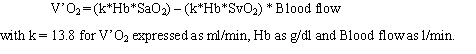 V’O₂ = (k*Hb*SaO₂) – (k*Hb*SvO₂) * Blood flow
with k = 13.8 for V’O₂ expressed as ml/min, Hb as g/dl and Blood flow as l/min.